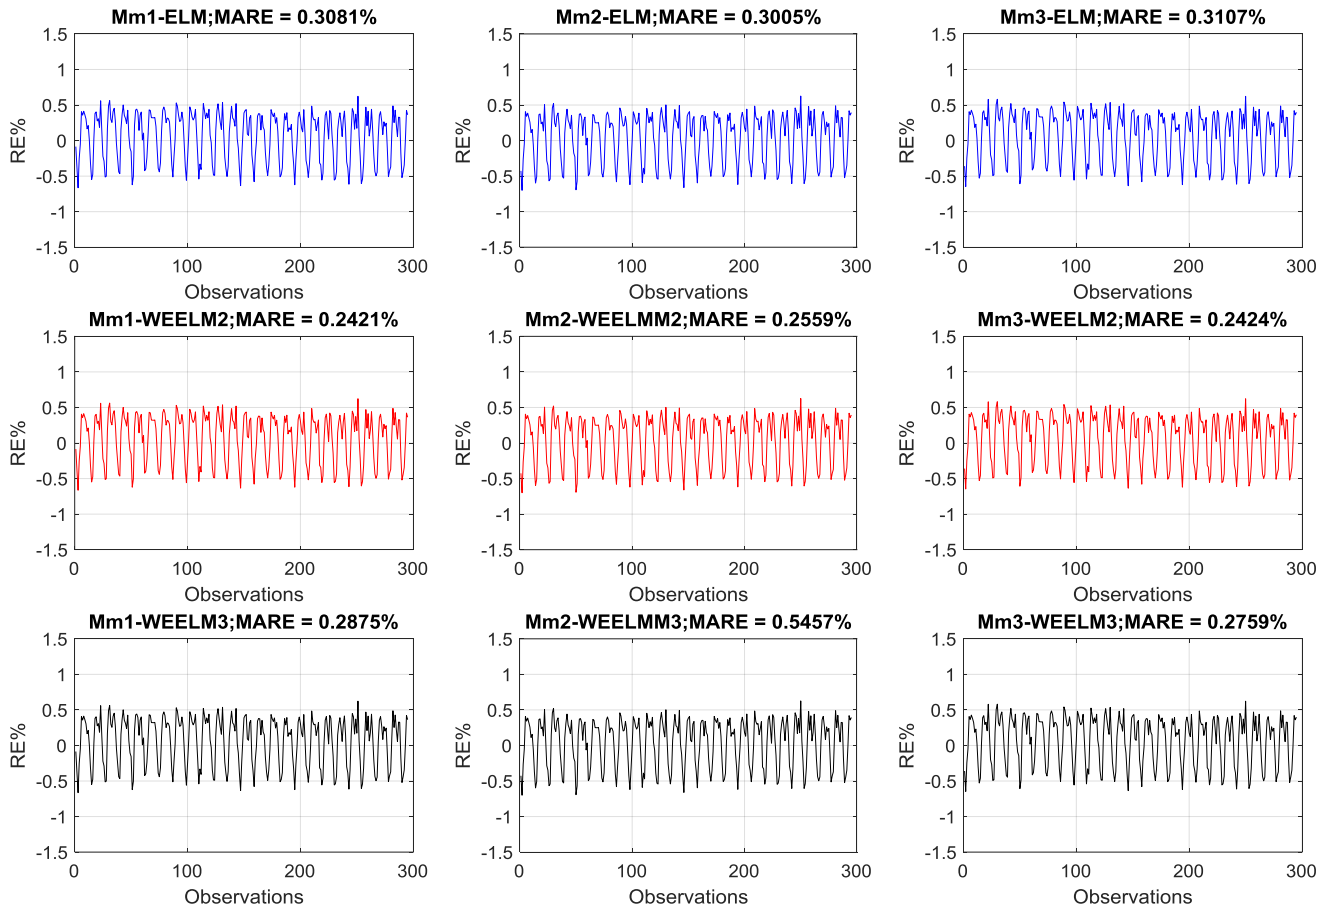 Mm1-ELM;MARE = 0.3081%
1.5
1
0.5
0
-0.5
-1
-1.5
RE%
0 100 200 300
Observations
Mm2-ELM;MARE = 0.3005%
1.5
1
0.5
0
-0.5
-1
-1.5
RE%
0 100 200 300
Observations
Mm3-ELM;MARE = 0.3107%
1.5
1
0.5
0
-0.5
-1
-1.5
RE%
0 100 200 300
Observations
Mm1-WEELM2;MARE = 0.2421%
1.5
1
0.5
0
-0.5
-1
-1.5
RE%
0 100 200 300
Observations
Mm2-WEELMM2;MARE = 0.2559%
1.5
1
0.5
0
-0.5
-1
-1.5
RE%
0 100 200 300
Observations
Mm3-WEELM2;MARE = 0.2424%
1.5
1
0.5
0
-0.5
-1
-1.5
RE%
0 100 200 300
Observations
Mm1-WEELM3;MARE = 0.2875%
1.5
1
0.5
0
-0.5
-1
-1.5
RE%
0 100 200 300
Observations
Mm2-WEELMM3;MARE = 0.5457%
1.5
1
0.5
0
-0.5
-1
-1.5
RE%
0 100 200 300
Observations
Mm3-WEELM3;MARE = 0.2759%
1.5
1
0.5
0
-0.5
-1
-1.5
RE%
0 100 200 300
Observations